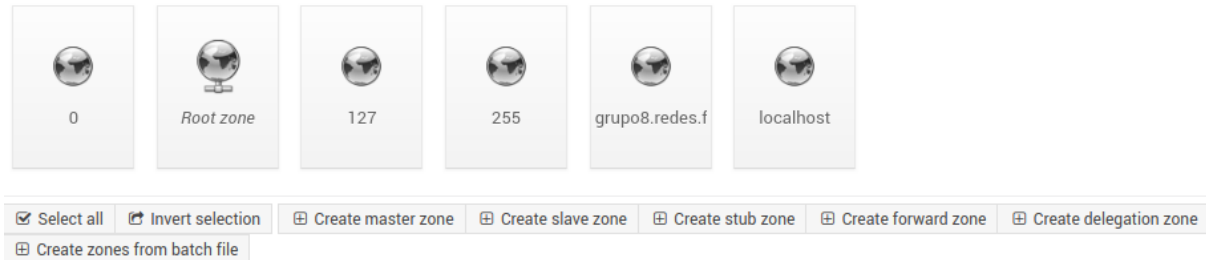 0 Root zone 127 255 grupo8.redes.f localhost
Select all Invert selection Create master zone Create slave zone Create stub zone Create forward zone Create delegation zone
Create zones from batch file